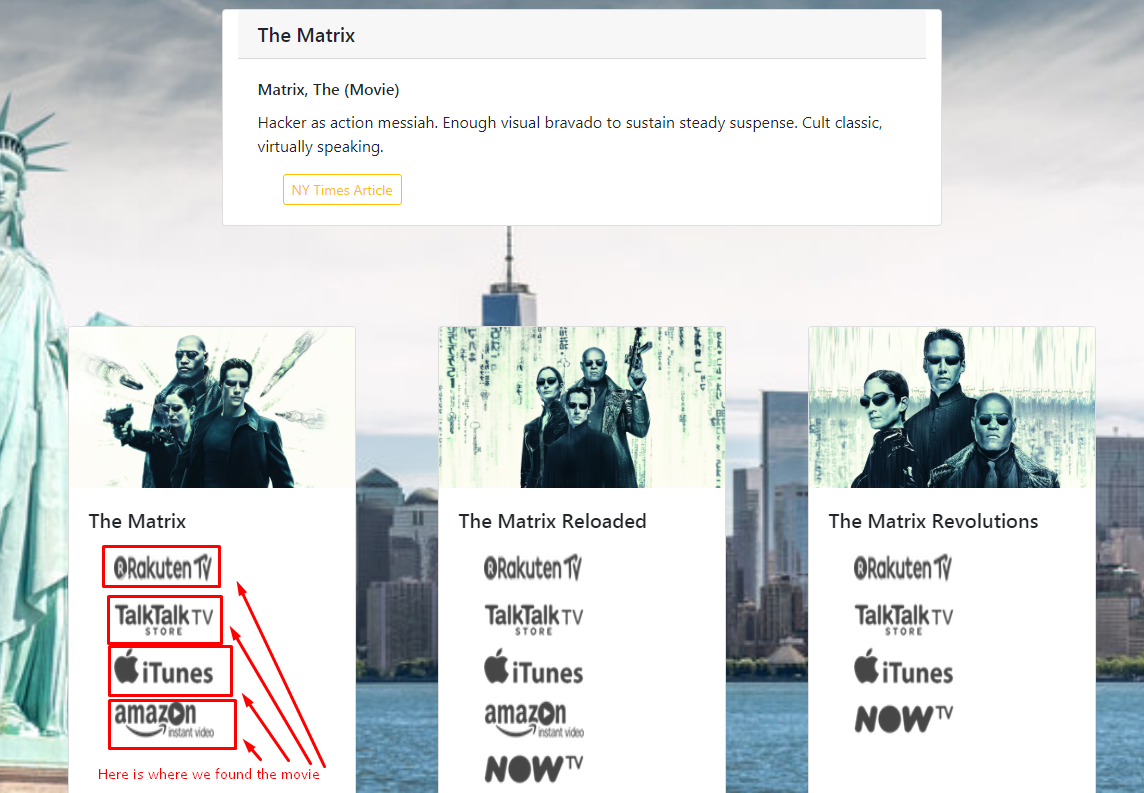 The Matrix
Matrix, The (Movie)
Hacker as action messiah. Enough visual bravado to sustain steady suspense. Cult classic,
virtually speaking.
NY Times Article
The Matrix
Rakuten TV
TalkTalk TV
STORE
iTunes
amazon
instant video
Here is where we found the movie
The Matrix Reloaded
Rakuten TV
TalkTalk TV
STORE
iTunes
amazon
instant video
NOW TV
The Matrix Revolutions
Rakuten TV
TalkTalk TV
STORE
iTunes
NOW TV